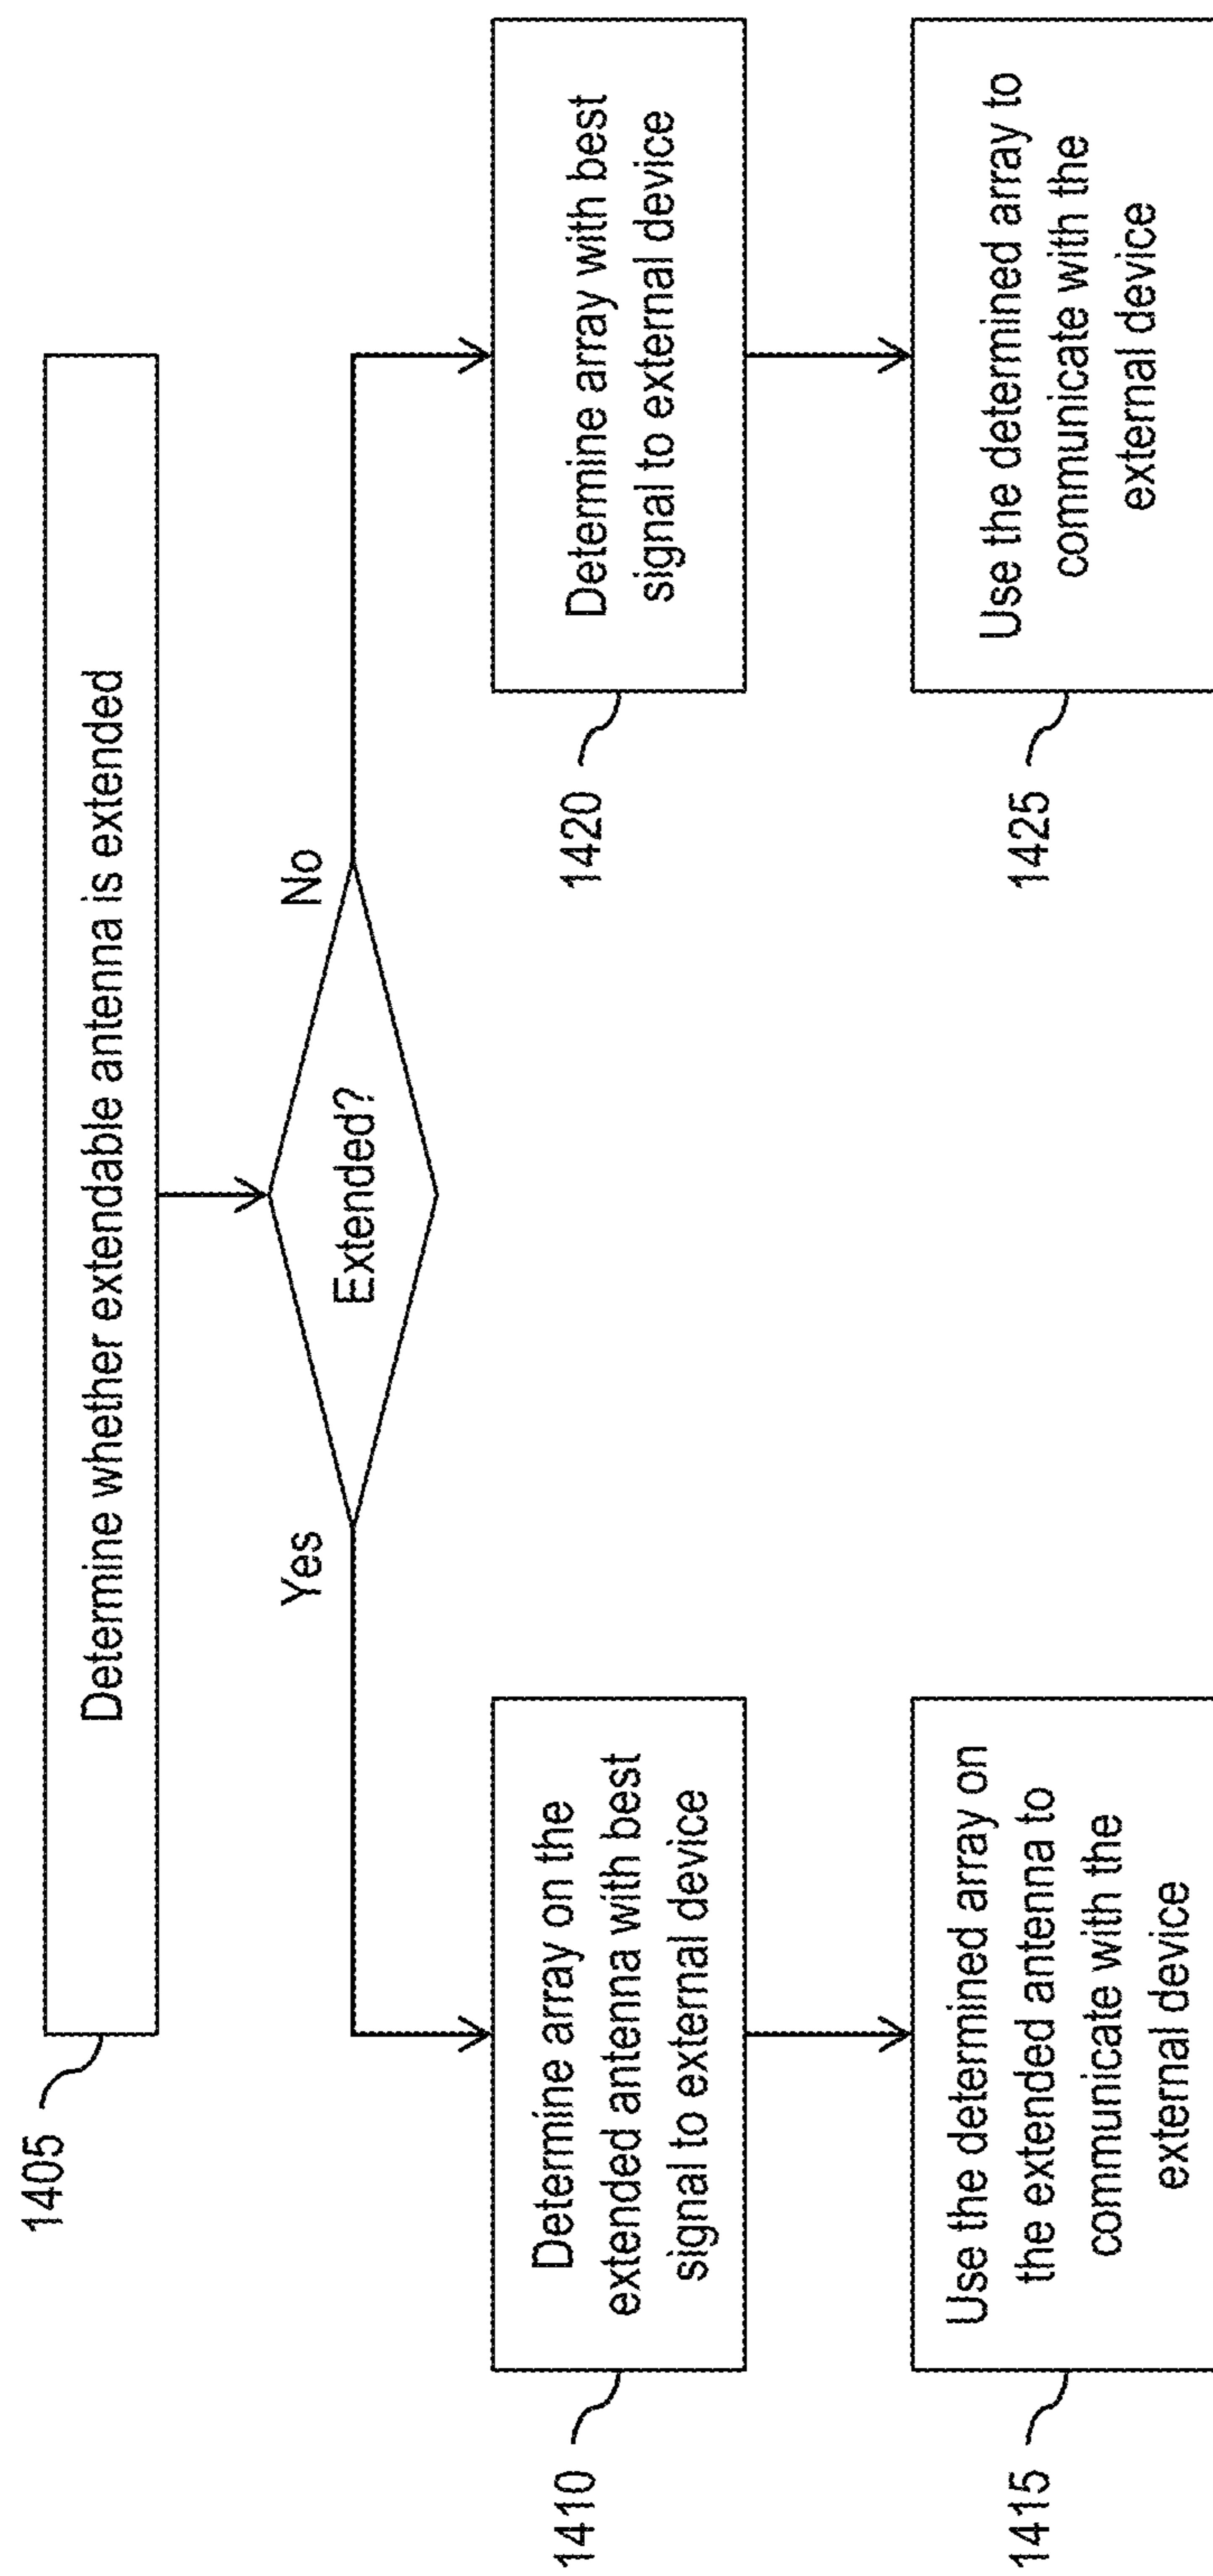 1405
Determine whether extendable antenna is extended
Extended?
Yes
No
1410
Determine array on the
extended antenna with best
signal to external device
1420
Determine array with best
signal to external device
1415
Use the determined array on
the extended antenna to
communicate with the
external device
1425
Use the determined array to
communicate with the
external device